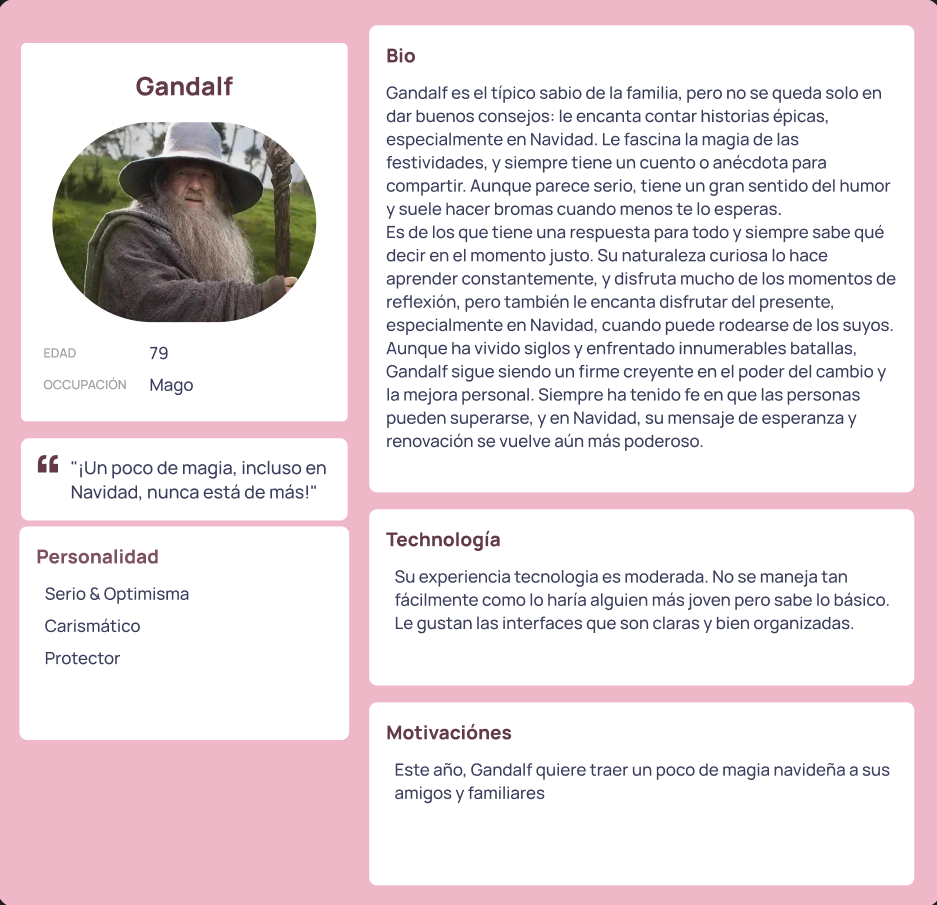 Gandalf
EDAD 79
OCCUPACIÓN Mago
"¡Un poco de magia, incluso en
Navidad, nunca está de más!"
Personalidad
Serio & Optimisma
Carismático
Protector
Bio
Gandalf es el típico sabio de la familia, pero no se queda solo en
dar buenos consejos: le encanta contar historias épicas,
especialmente en Navidad. Le fascina la magia de las
festividades, y siempre tiene un cuento o anécdota para
compartir. Aunque parece serio, tiene un gran sentido del humor
y suele hacer bromas cuando menos te lo esperas.
Es de los que tiene una respuesta para todo y siempre sabe qué
decir en el momento justo. Su naturaleza curiosa lo hace
aprender constantemente, y disfruta mucho de los momentos de
reflexión, pero también le encanta disfrutar del presente,
especialmente en Navidad, cuando puede rodearse de los suyos.
Aunque ha vivido siglos y enfrentado innumerables batallas,
Gandalf sigue siendo un firme creyente en el poder del cambio y
la mejora personal. Siempre ha tenido fe en que las personas
pueden superarse, y en Navidad, su mensaje de esperanza y
renovación se vuelve aún más poderoso.
Technología
Su experiencia tecnologia es moderada. No se maneja tan
fácilmente como lo haría alguien más joven pero sabe lo básico.
Le gustan las interfaces que son claras y bien organizadas.
Motivaciónes
Este año, Gandalf quiere traer un poco de magia navideña a sus
amigos y familiares